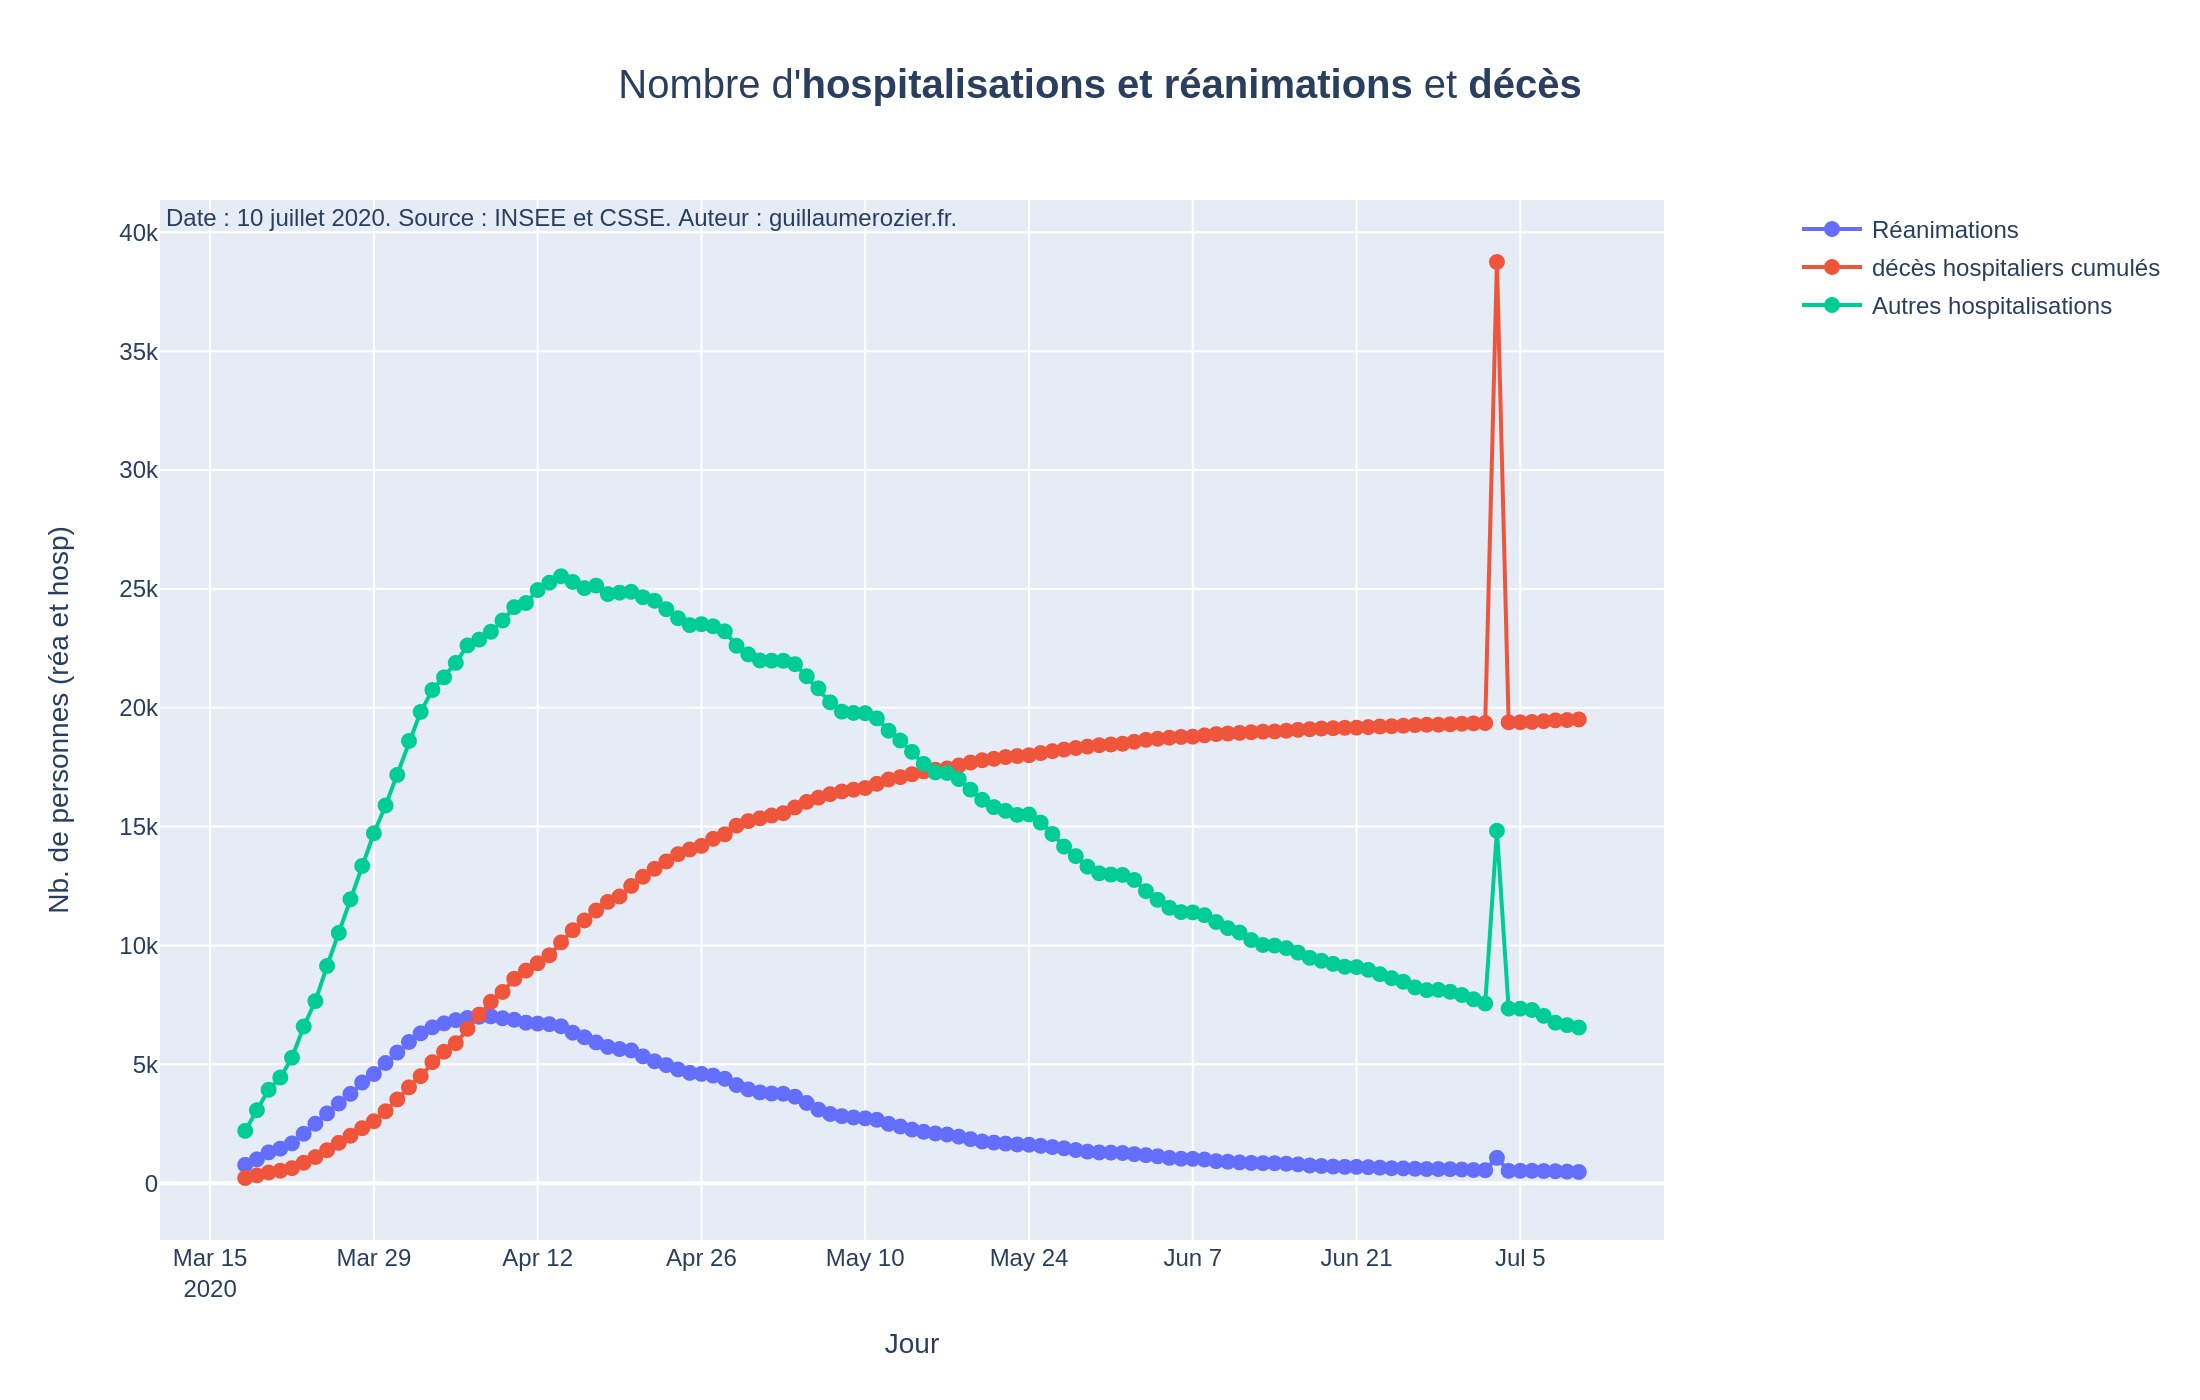 Nombre d'hospitalisations et réanimations et décès
Date : 10 juillet 2020. Source : INSEE et CSSE. Auteur : guillaumerozier.fr.
Réanimations
décès hospitaliers cumulés
Autres hospitalisations
Nb. de personnes (réa et hosp)
40k
35k
30k
25k
20k
15k
10k
5k
0
Mar 15
2020
Mar 29
Apr 12
Apr 26
May 10
May 24
Jun 7
Jun 21
Jul 5
Jour